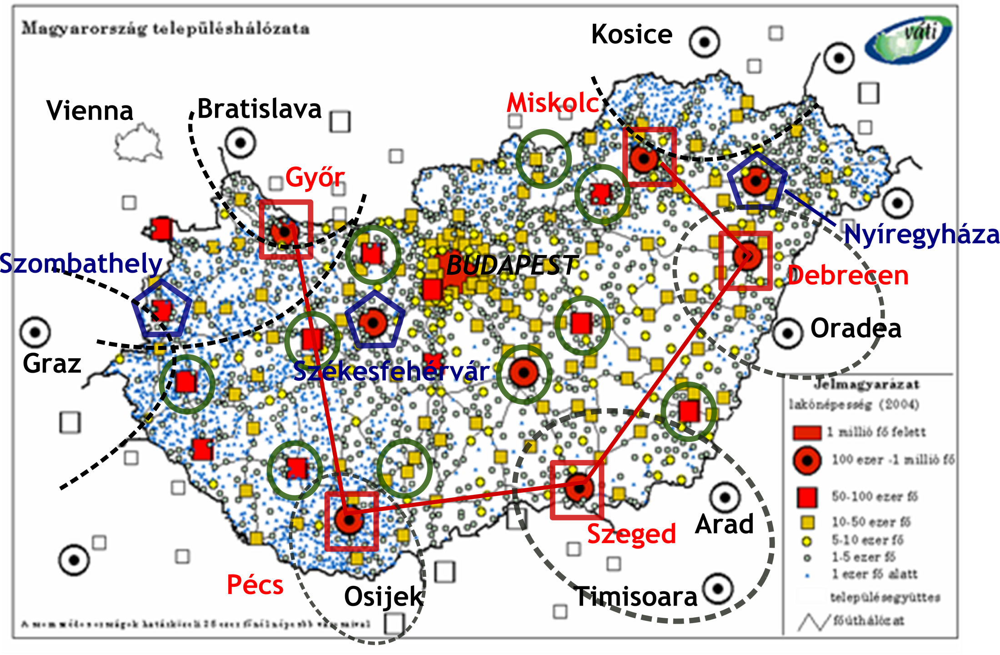 Magyarország településhálózata
váti
Kosice
Miskolc
Vienna
Bratislava
Győr
Nyíregyháza
Szombathely
BUDAPEST
Debrecen
Oradea
Graz
Székesfehérvár
Jelmagyarázat
lakónépesség (2004)
1 millió fő felett
100 ezer -1 millió fő
50-100 ezer fő
10-50 ezer fő
5-10 ezer fő
1-5 ezer fő
1 ezer fő alatt
településegyüttes
főúthálózat
Arad
Szeged
Pécs
Osijek
Timisoara